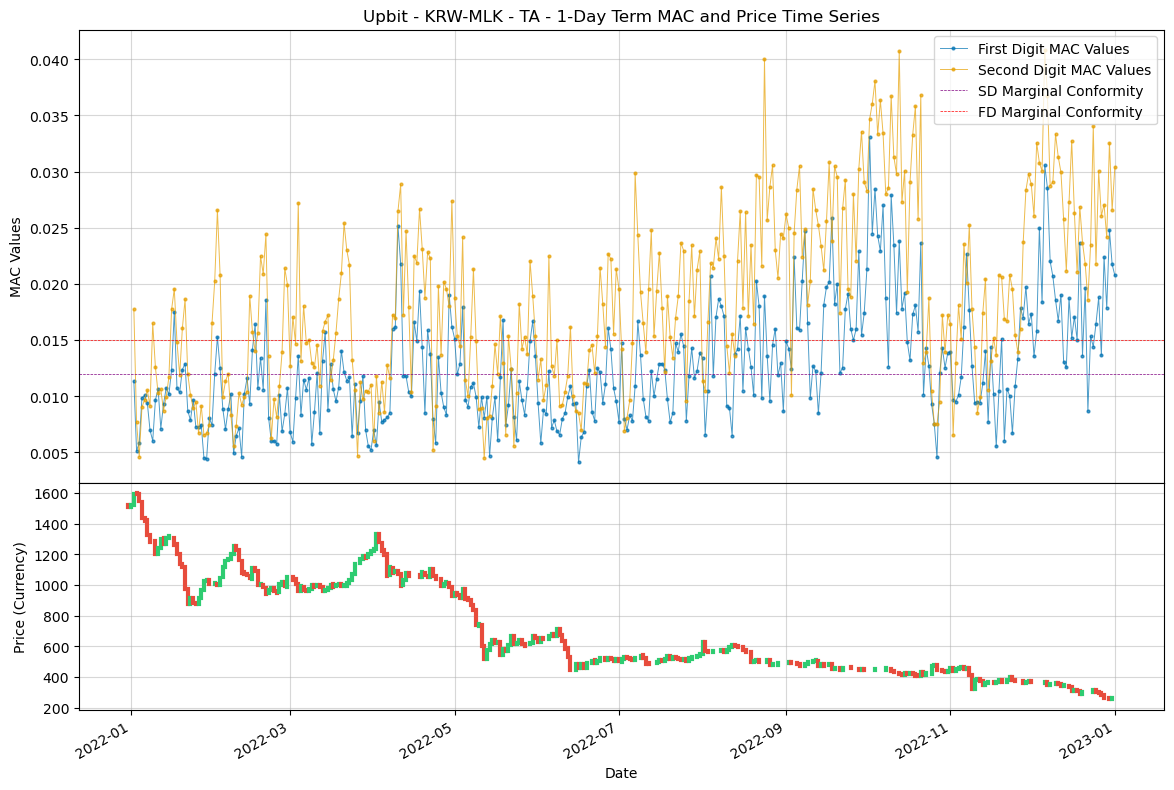 Upbit - KRW-MLK - TA - 1-Day Term MAC and Price Time Series
First Digit MAC Values
Second Digit MAC Values
SD Marginal Conformity
FD Marginal Conformity
MAC Values
0.040
0.035
0.030
0.025
0.020
0.015
0.010
0.005
Price (Currency)
1600
1400
1200
1000
800
600
400
200
2022-01
2022-03
2022-05
2022-07
2022-09
2022-11
2023-01
Date